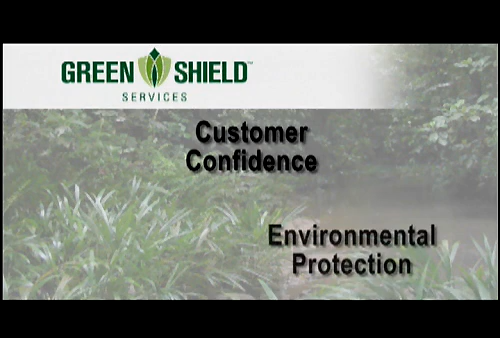 GREEN SHIELD™
SERVICES
Customer
Confidence
Environmental
Protection